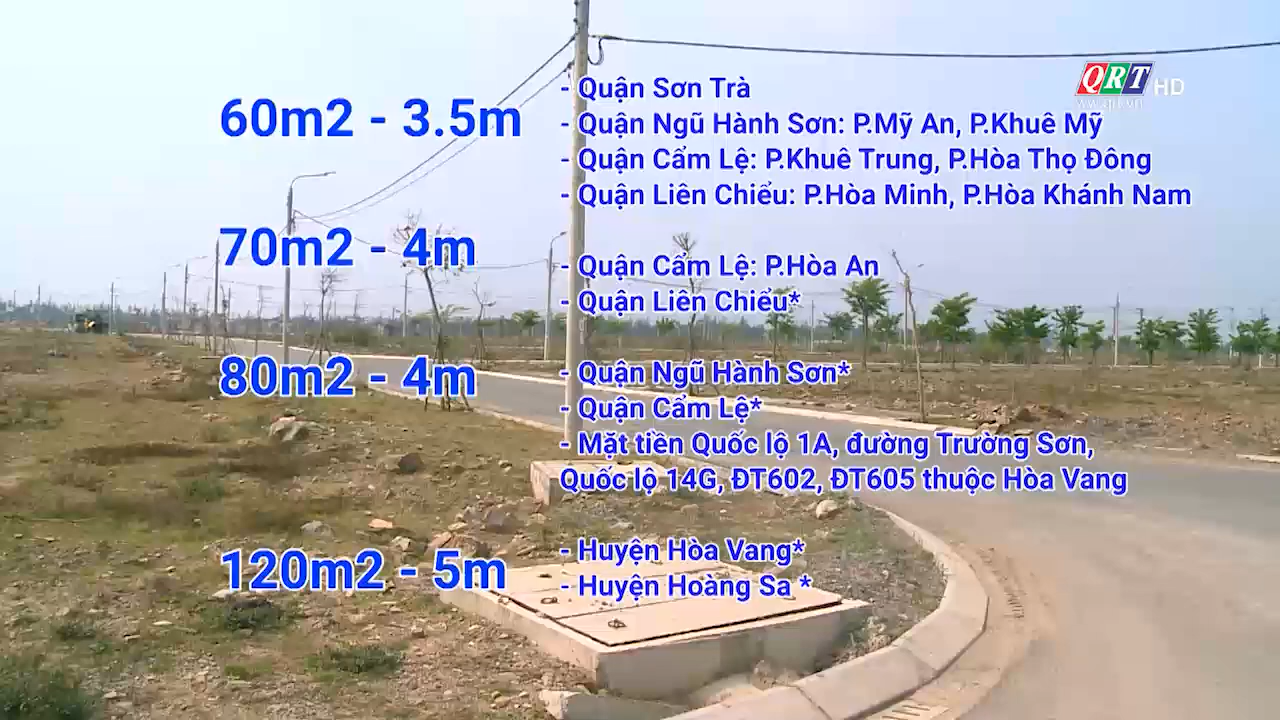 QRT HD
60m2 - 3.5m
- Quận Sơn Trà
- Quận Ngũ Hành Sơn: P.Mỹ An, P.Khuê Mỹ
- Quận Cẩm Lệ: P.Khuê Trung, P.Hòa Thọ Đông
- Quận Liên Chiểu: P.Hòa Minh, P.Hòa Khánh Nam
70m2 - 4m
- Quận Cẩm Lệ: P.Hòa An
- Quận Liên Chiểu*
80m2 - 4m
- Quận Ngũ Hành Sơn*
- Quận Cẩm Lệ*
- Mặt tiền Quốc lộ 1A, đường Trường Sơn,
Quốc lộ 14G, ĐT602, ĐT605 thuộc Hòa Vang
120m2 - 5m
- Huyện Hòa Vang*
- Huyện Hoàng Sa *